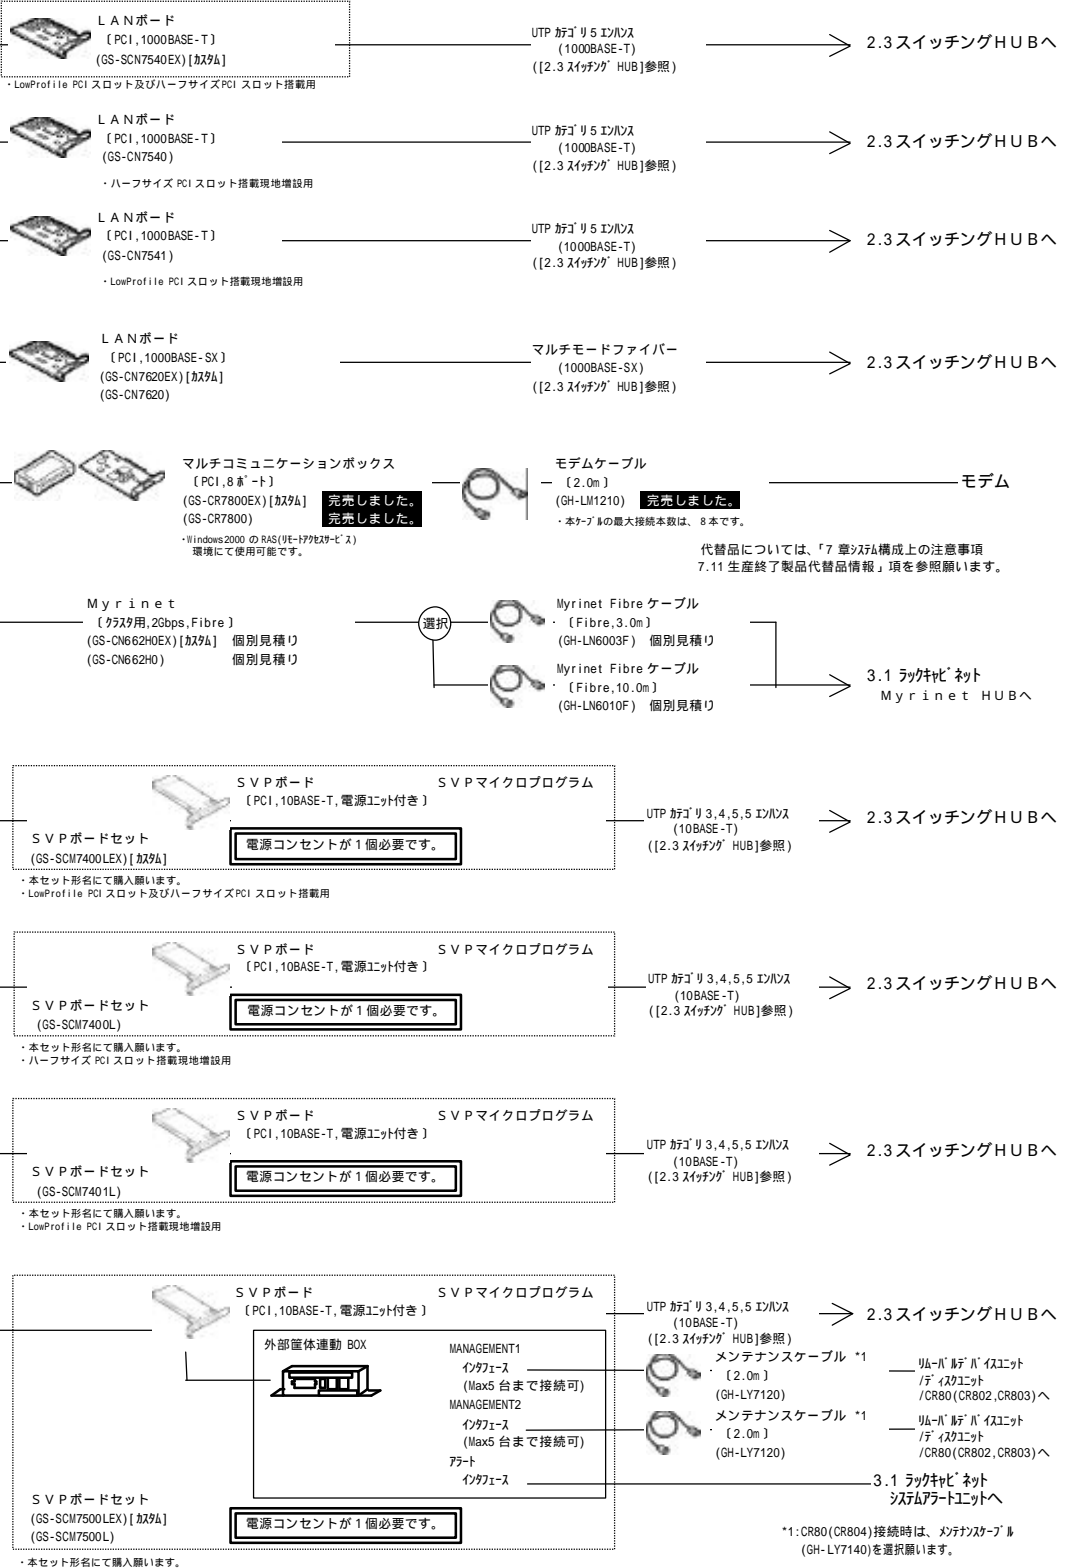 ＬＡＮボード
〔PCI,1000BASE-T〕
(GS-SCN7540EX)[カスタム]
・LowProfile PCIスロット及びハーフサイズPCIスロット搭載用
UTP カテゴリ5エンハンス
(1000BASE-T)
([2.3スイッチング HUB]参照)
2.3スイッチングＨＵＢへ
ＬＡＮボード
〔PCI,1000BASE-T〕
(GS-CN7540)
・ハーフサイズ PCIスロット搭載現地増設用
UTP カテゴリ5エンハンス
(1000BASE-T)
([2.3スイッチング HUB]参照)
2.3スイッチングＨＵＢへ
ＬＡＮボード
〔PCI,1000BASE-T〕
(GS-CN7541)
・LowProfile PCIスロット搭載現地増設用
UTP カテゴリ5エンハンス
(1000BASE-T)
([2.3スイッチング HUB]参照)
2.3スイッチングＨＵＢへ
ＬＡＮボード
〔PCI,1000BASE-SX〕
(GS-CN7620EX)[カスタム]
(GS-CN7620)
マルチモードファイバー
(1000BASE-SX)
([2.3スイッチング HUB]参照)
2.3スイッチングＨＵＢへ
マルチコミュニケーションボックス
〔PCI,8ポート〕
(GS-CR7800EX)[カスタム] 完売しました。
(GS-CR7800) 完売しました。
・Windows2000 の RAS(リモートアクセスサービス)
環境にて使用可能です。
モデムケーブル
〔2.0m〕
(GH-LM1210) 完売しました。
・本ケーブルの最大接続本数は、8本です。
モデム
代替品については、「7 章システム構成上の注意事項
7.11 生産終了製品代替品情報」項を参照願います。
Ｍｙｒｉｎｅｔ
〔クラスタ用,2Gbps,Fibre〕
(GS-CN662H0EX)[カスタム] 個別見積り
(GS-CN662H0) 個別見積り
選択
Myrinet Fibre ケーブル
・〔Fibre,3.0m〕
(GH-LN6003F) 個別見積り
Myrinet Fibre ケーブル
・〔Fibre,10.0m〕
(GH-LN6010F) 個別見積り
3.1 ラックキャビネット
Ｍｙｒｉｎｅｔ ＨＵＢへ
ＳＶＰボード ＳＶＰマイクロプログラム
〔PCI,10BASE-T,電源ユニット付き〕
ＳＶＰボードセット
(GS-SCM7400LEX)[カスタム]
電源コンセントが1個必要です。
・本セット形名にて購入願います。
・LowProfile PCIスロット及びハーフサイズPCIスロット搭載用
UTP カテゴリ3,4,5,5エンハンス
(10BASE-T)
([2.3スイッチング HUB]参照)
2.3スイッチングＨＵＢへ
ＳＶＰボード ＳＶＰマイクロプログラム
〔PCI,10BASE-T,電源ユニット付き〕
ＳＶＰボードセット
(GS-SCM7400L)
電源コンセントが1個必要です。
・本セット形名にて購入願います。
・ハーフサイズ PCIスロット搭載現地増設用
UTP カテゴリ3,4,5,5エンハンス
(10BASE-T)
([2.3スイッチング HUB]参照)
2.3スイッチングＨＵＢへ
ＳＶＰボード ＳＶＰマイクロプログラム
〔PCI,10BASE-T,電源ユニット付き〕
ＳＶＰボードセット
(GS-SCM7401L)
電源コンセントが1個必要です。
・本セット形名にて購入願います。
・LowProfile PCIスロット搭載現地増設用
UTP カテゴリ3,4,5,5エンハンス
(10BASE-T)
([2.3スイッチング HUB]参照)
2.3スイッチングＨＵＢへ
ＳＶＰボード ＳＶＰマイクロプログラム
〔PCI,10BASE-T,電源ユニット付き〕
UTP カテゴリ3,4,5,5エンハンス
(10BASE-T)
([2.3スイッチング HUB]参照)
2.3スイッチングＨＵＢへ
外部筐体連動 BOX
MANAGEMENT1
インタフェース
(Max5 台まで接続可)
MANAGEMENT2
インタフェース
(Max5 台まで接続可)
アラート
インタフェース
メンテナンスケーブル *1
・〔2.0m〕
(GH-LY7120)
リムーバルデバイスユニット
/ディスクユニット
/CR80(CR802,CR803)へ
メンテナンスケーブル *1
・〔2.0m〕
(GH-LY7120)
リムーバルデバイスユニット
/ディスクユニット
/CR80(CR802,CR803)へ
3.1 ラックキャビネット
システムアラートユニットへ
ＳＶＰボードセット
(GS-SCM7500LEX)[カスタム]
(GS-SCM7500L)
電源コンセントが1個必要です。
*1:CR80(CR804)接続時は、メンテナンスケーブル
(GH-LY7140)を選択願います。
・本セット形名にて購入願います。